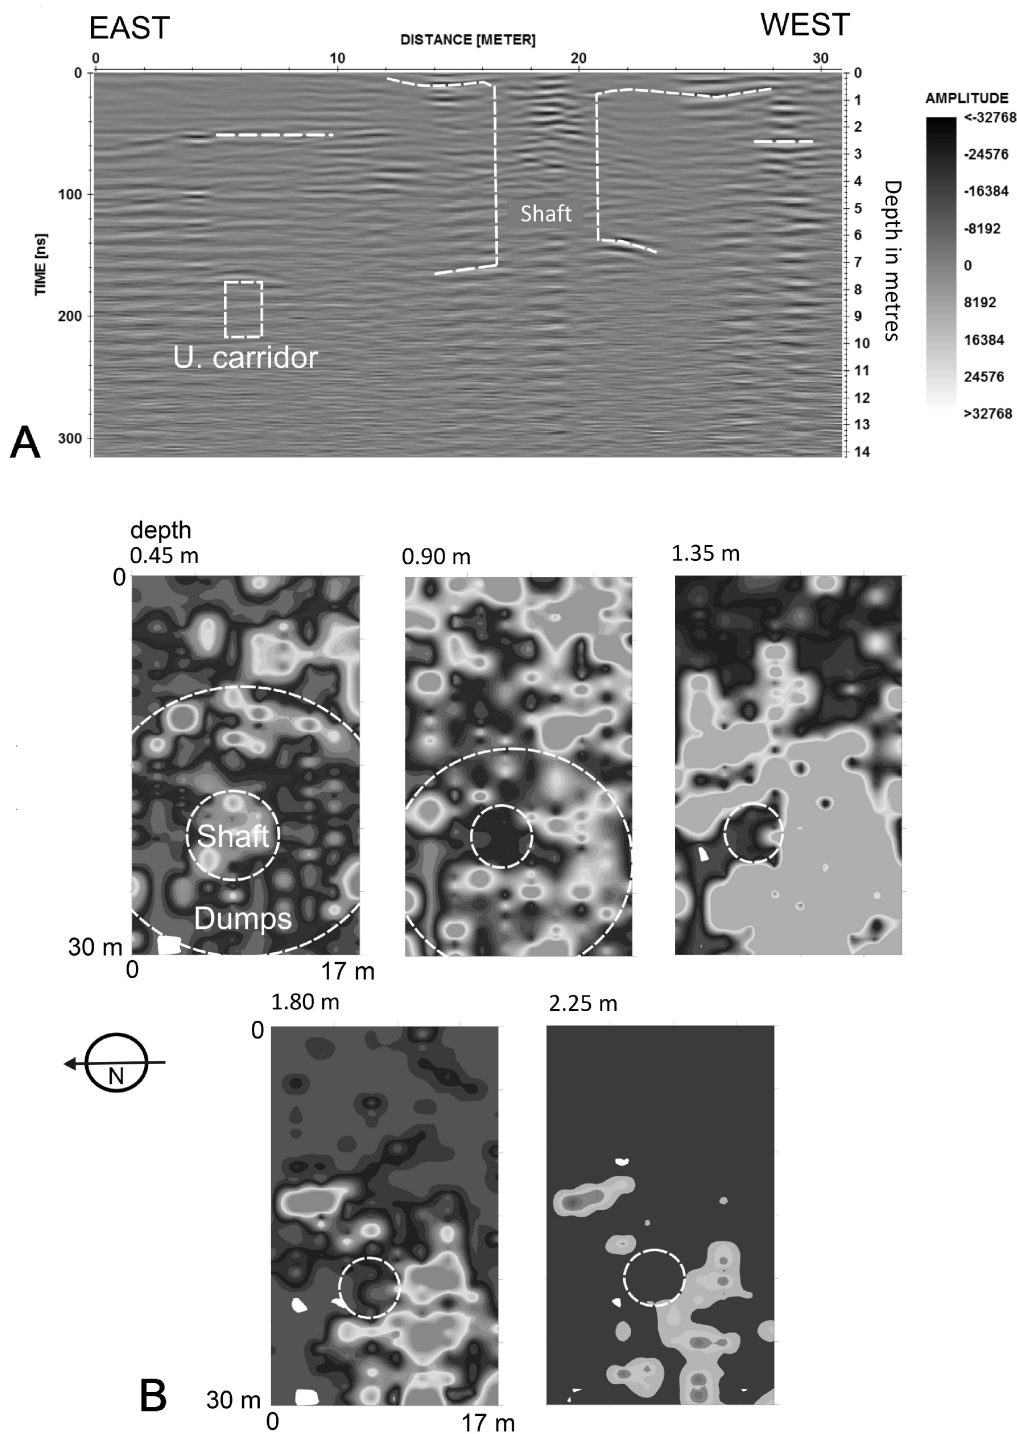 EAST
WEST
DISTANCE [METER]
0 10 20 30
AMPLITUDE
<-32768
-24576
-16384
-8192
0
8192
16384
24576
>32768
TIME [ns]
0
100
200
300
Depth in metres
0
1
2
3
4
5
6
7
8
9
10
11
12
13
14
Shaft
U. carridor
A
depth
0.45 m
0.90 m
1.35 m
0
Shaft
Dumps
30 m
0 17 m
1.80 m
2.25 m
0
N
30 m
0 17 m
B